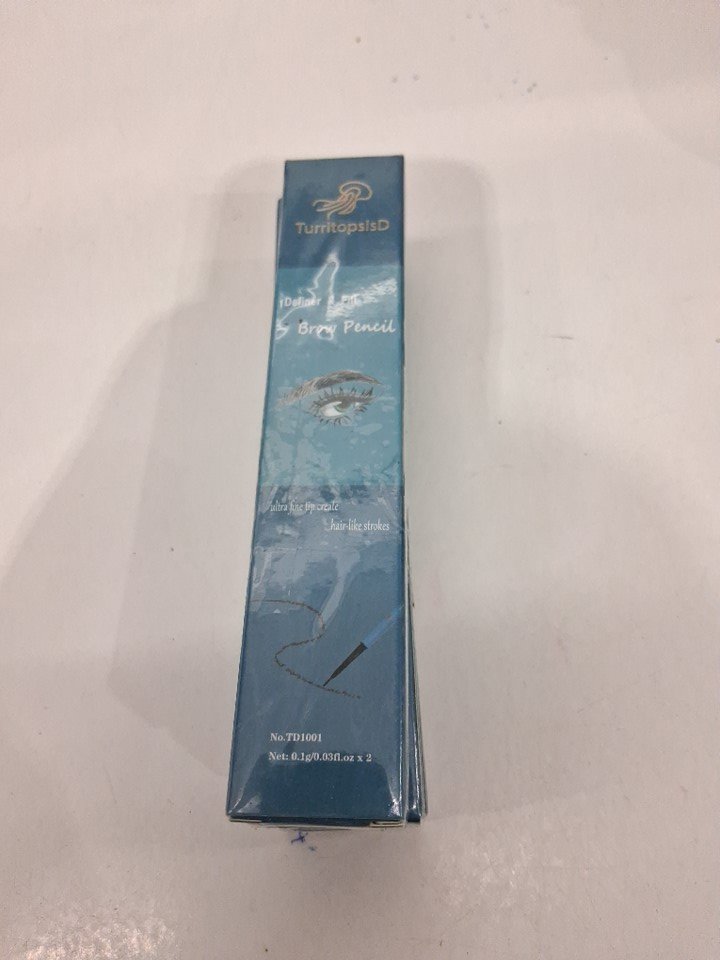 TurritopsisD
Definer
Brow Pencil
ultra fine tip create
hair-like strokes
No.TD1001
Net: 0.1g/0.03fl.oz x 2